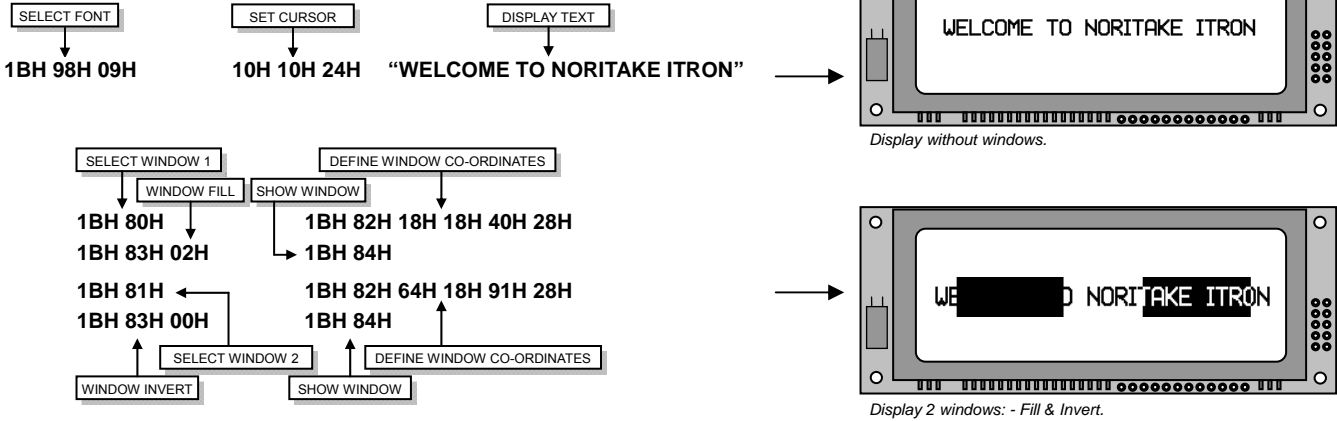 SELECT FONT SET CURSOR DISPLAY TEXT
1BH 98H 09H 10H 10H 24H “WELCOME TO NORITAKE ITRON”
WELCOME TO NORITAKE ITRON
Display without windows.
SELECT WINDOW 1 DEFINE WINDOW CO-ORDINATES
WINDOW FILL SHOW WINDOW
1BH 80H 1BH 82H 18H 18H 40H 28H
1BH 83H 02H 1BH 84H
1BH 81H 1BH 82H 64H 18H 91H 28H
1BH 83H 00H 1BH 84H
SELECT WINDOW 2 DEFINE WINDOW CO-ORDINATES
WINDOW INVERT SHOW WINDOW
WE O NORITAKE ITRON
Display 2 windows: - Fill & Invert.